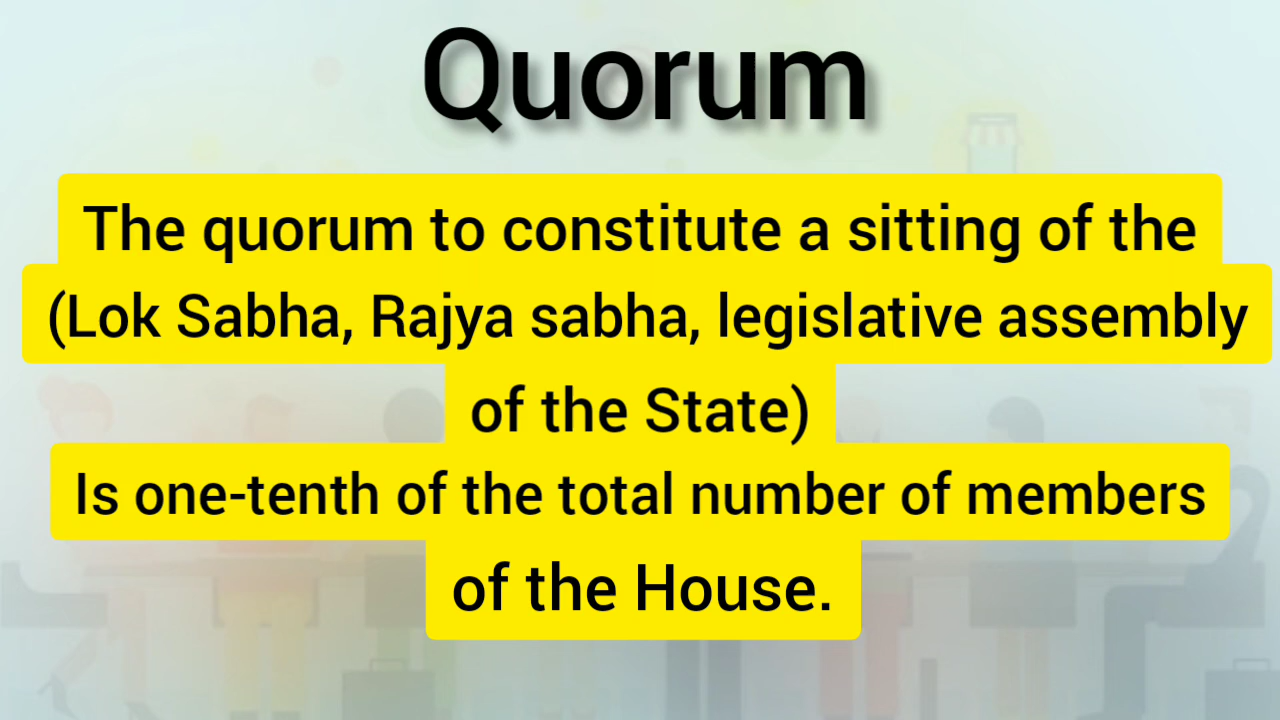 Quorum
The quorum to constitute a sitting of the
(Lok Sabha, Rajya sabha, legislative assembly
of the State)
Is one-tenth of the total number of members
of the House.